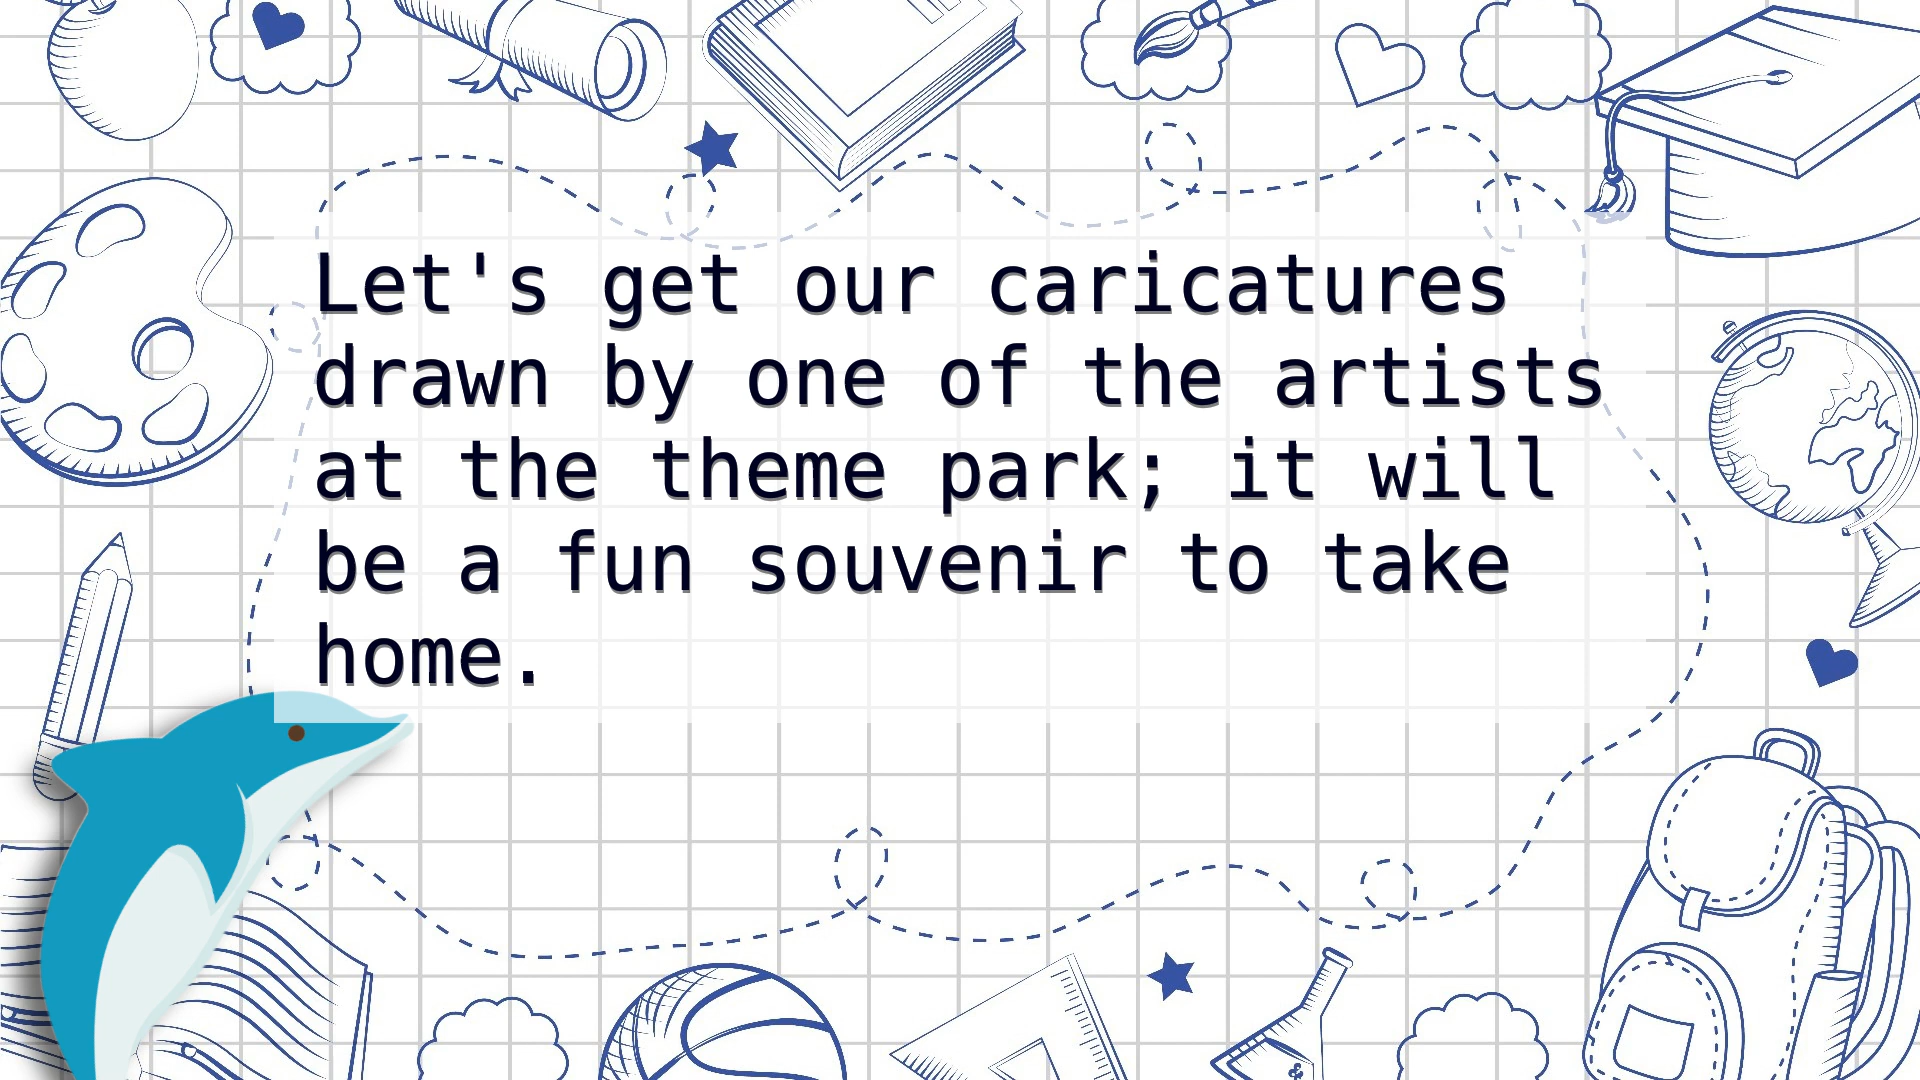 Let's get our caricatures
drawn by one of the artists
at the theme park; it will
be a fun souvenir to take
home.